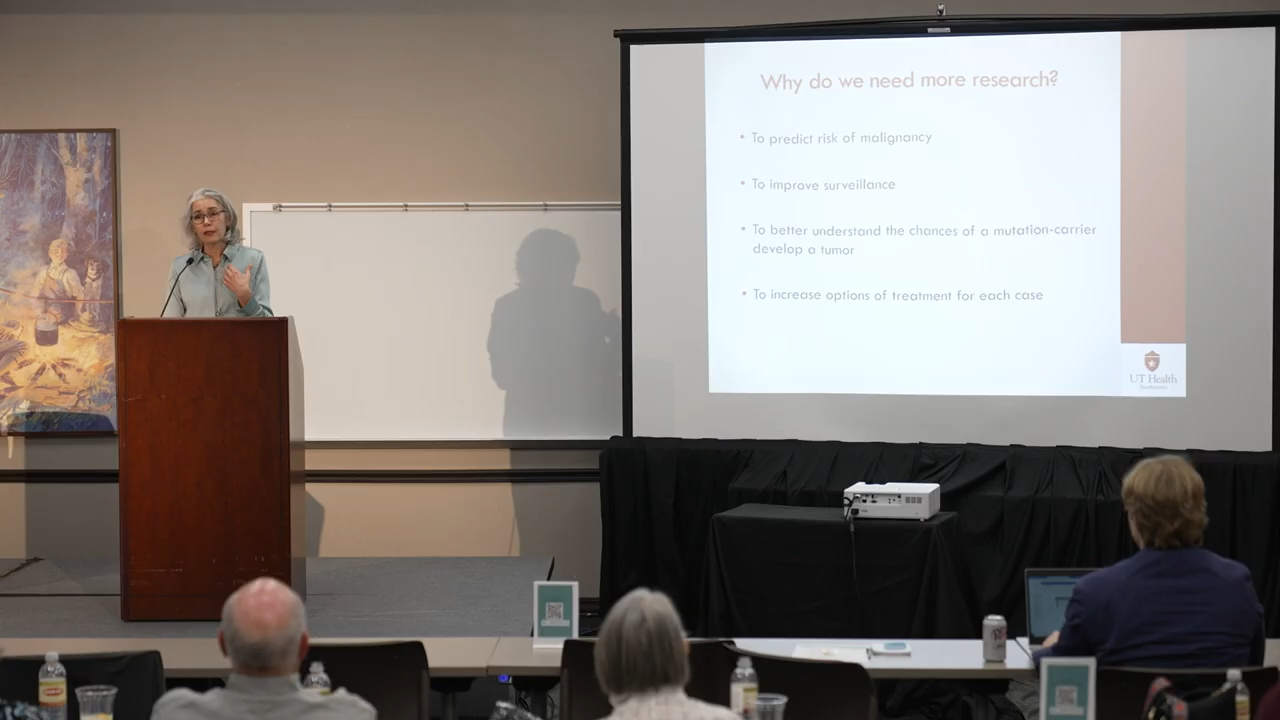 Why do we need more research?
• To predict risk of malignancy
• To improve surveillance
• To better understand the chances of a mutation-carrier
develop a tumor
• To increase options of treatment for each case
UT Health